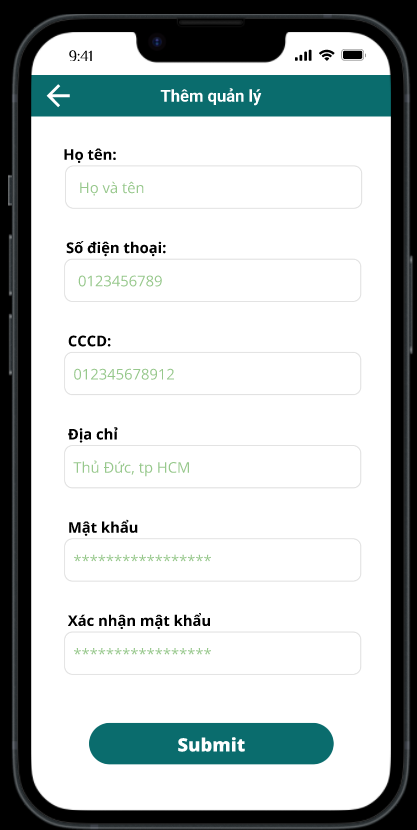 9:41
Thêm quản lý
Họ tên:
Họ và tên
Số điện thoại:
0123456789
CCCD:
012345678912
Địa chỉ
Thủ Đức, tp HCM
Mật khẩu
*****************
Xác nhận mật khẩu
*****************
Submit